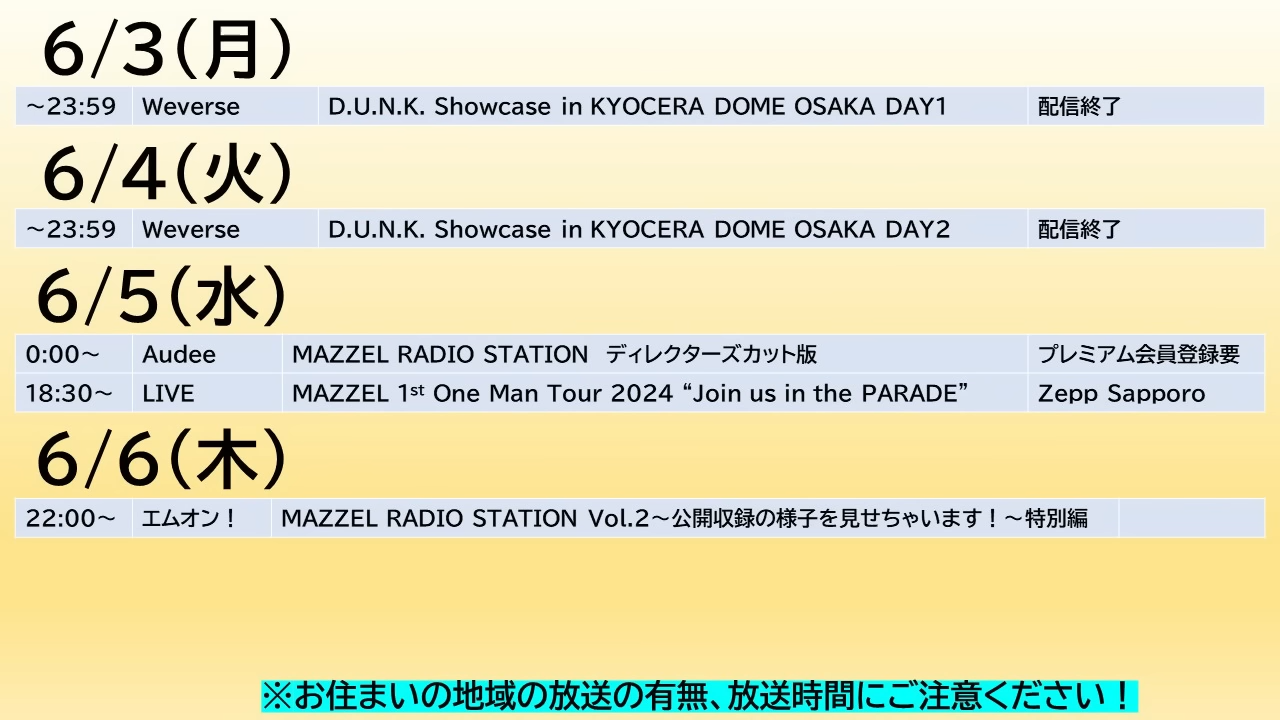 6/3(月)
～23:59 Weverse D.U.N.K. Showcase in KYOCERA DOME OSAKA DAY1 配信終了
6/4(火)
～23:59 Weverse D.U.N.K. Showcase in KYOCERA DOME OSAKA DAY2 配信終了
6/5(水)
0:00～ Audee MAZZEL RADIO STATION　ディレクターズカット版 プレミアム会員登録要
18:30～ LIVE MAZZEL 1st One Man Tour 2024 “Join us in the PARADE” Zepp Sapporo
6/6(木)
22:00～ エムオン！ MAZZEL RADIO STATION Vol.2～公開収録の様子を見せちゃいます！～特別編
※お住まいの地域の放送の有無、放送時間にご注意ください！